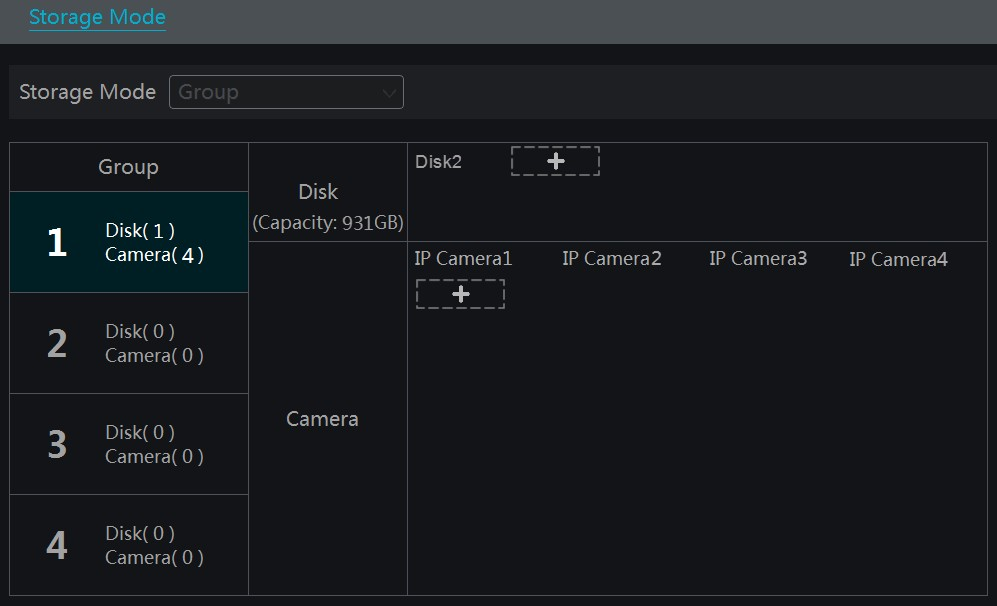 Storage Mode
Storage Mode Group
Group
1 Disk( 1 )
Camera( 4 )
2 Disk( 0 )
Camera( 0 )
3 Disk( 0 )
Camera( 0 )
4 Disk( 0 )
Camera( 0 )
Disk
(Capacity: 931GB)
Disk2
Camera
IP Camera1 IP Camera2 IP Camera3 IP Camera4